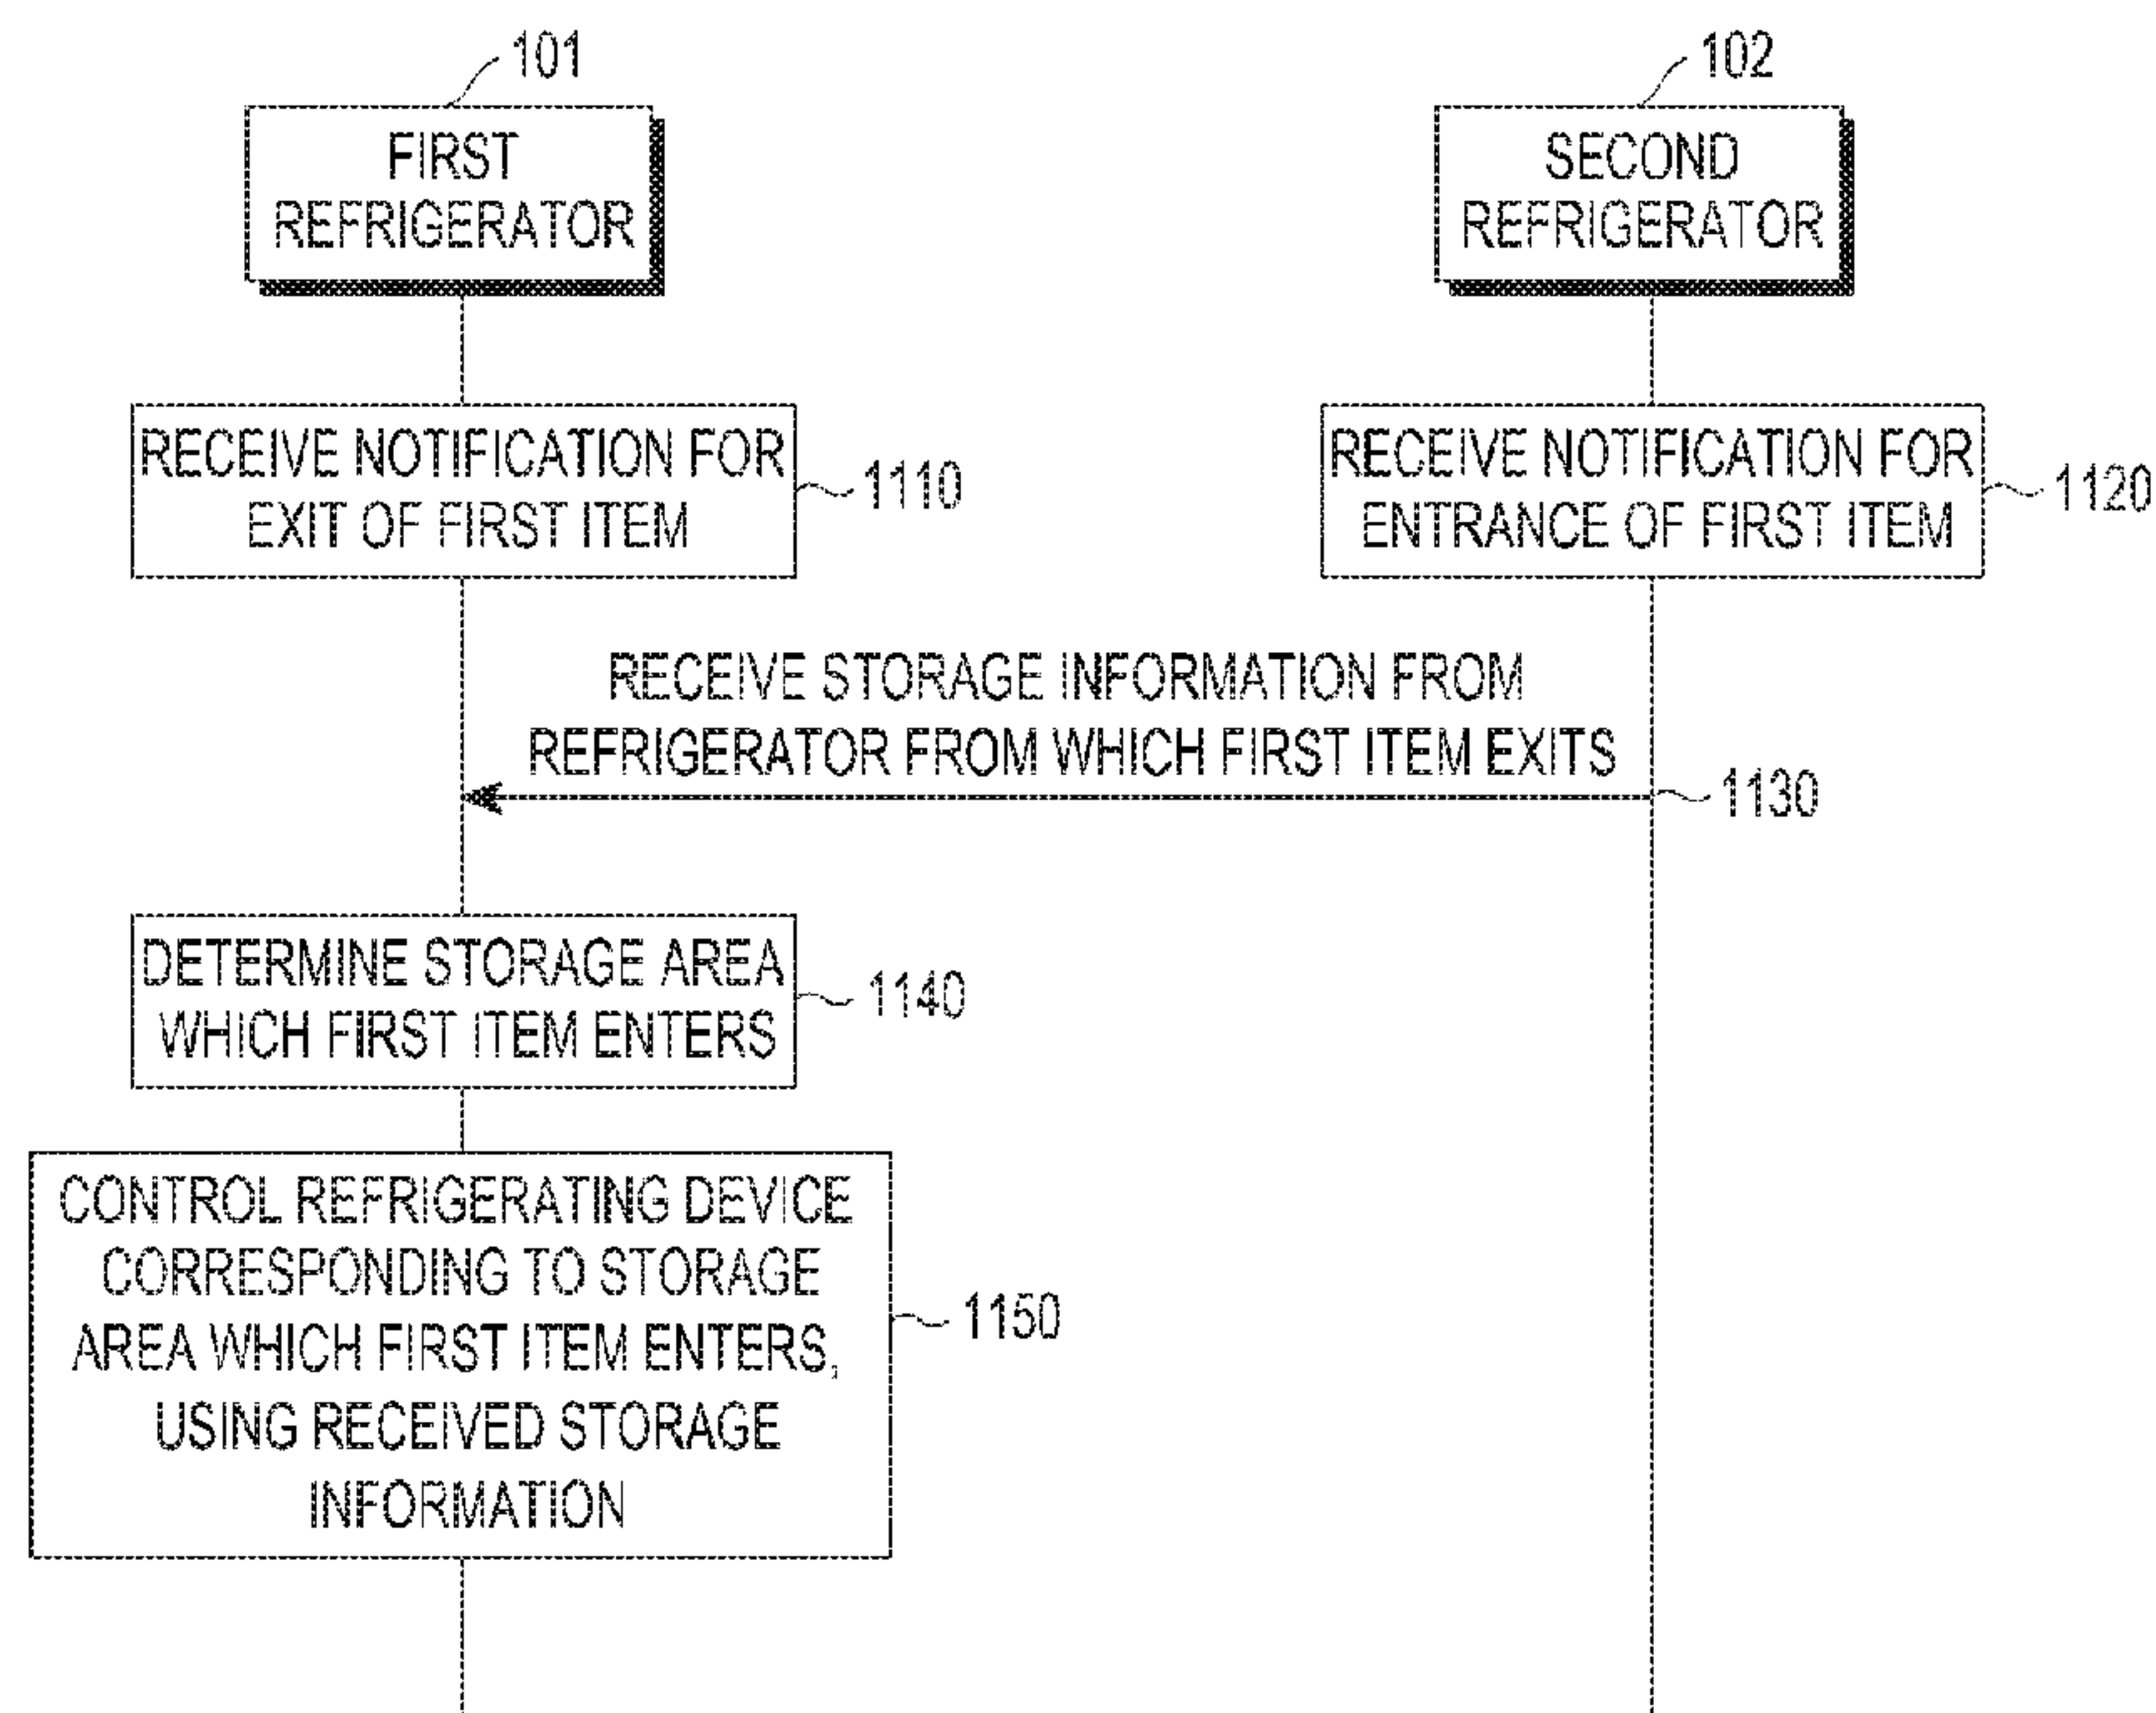 101
FIRST
REFRIGERATOR
102
SECOND
REFRIGERATOR
RECEIVE NOTIFICATION FOR
EXIT OF FIRST ITEM
1110
RECEIVE NOTIFICATION FOR
ENTRANCE OF FIRST ITEM
1120
RECEIVE STORAGE INFORMATION FROM
REFRIGERATOR FROM WHICH FIRST ITEM EXITS
1130
DETERMINE STORAGE AREA
WHICH FIRST ITEM ENTERS
1140
CONTROL REFRIGERATING DEVICE
CORRESPONDING TO STORAGE
AREA WHICH FIRST ITEM ENTERS,
USING RECEIVED STORAGE
INFORMATION
1150